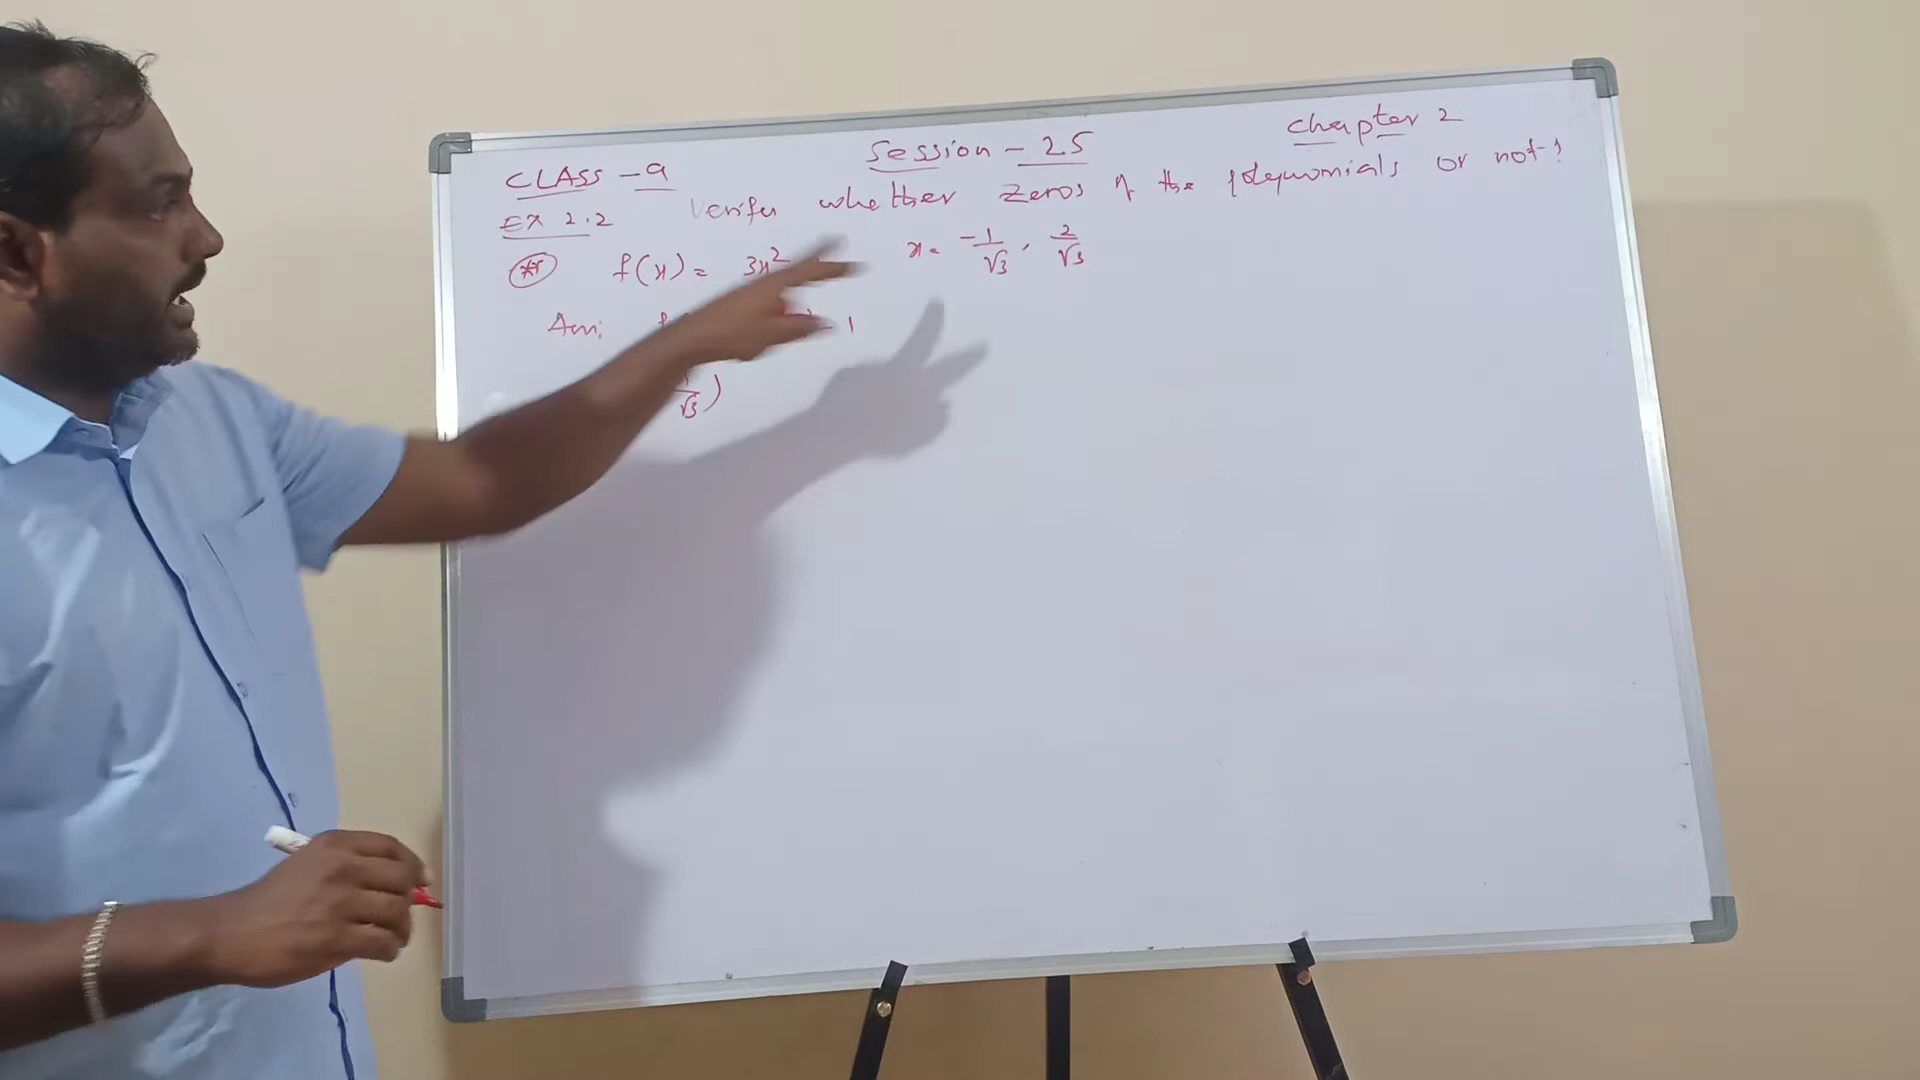 Chapter 2
Session - 25
CLASS - 9
Ex 2.2 Verify whether zeros of the polynomials or not!
** f(x) = 3x² x = -1/√3, 2/√3
Ans: - 1
√3)